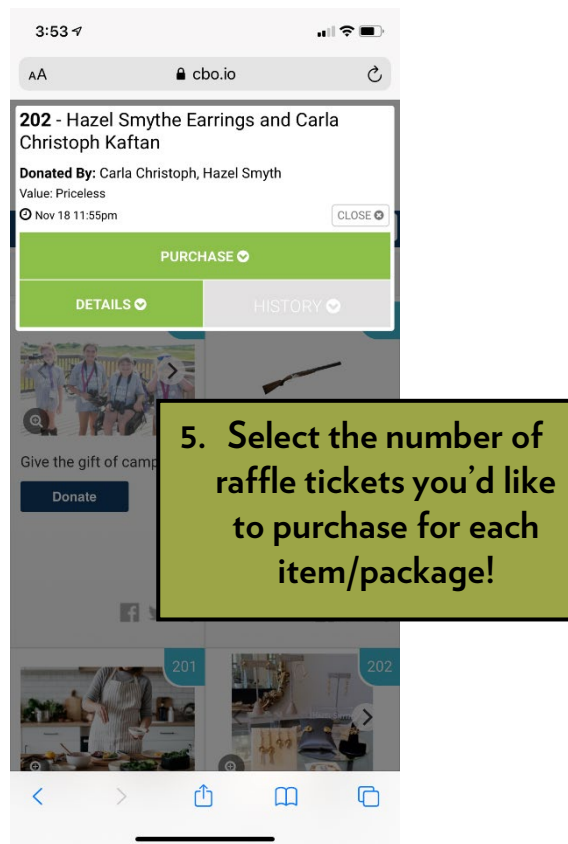 3:53
AA cbo.io
202 - Hazel Smythe Earrings and Carla
Christoph Kaftan
Donated By: Carla Christoph, Hazel Smyth
Value: Priceless
Nov 18 11:55pm CLOSE
PURCHASE
DETAILS HISTORY
5. Select the number of
raffle tickets you'd like
to purchase for each
item/package!
Give the gift of camp
Donate
201 202